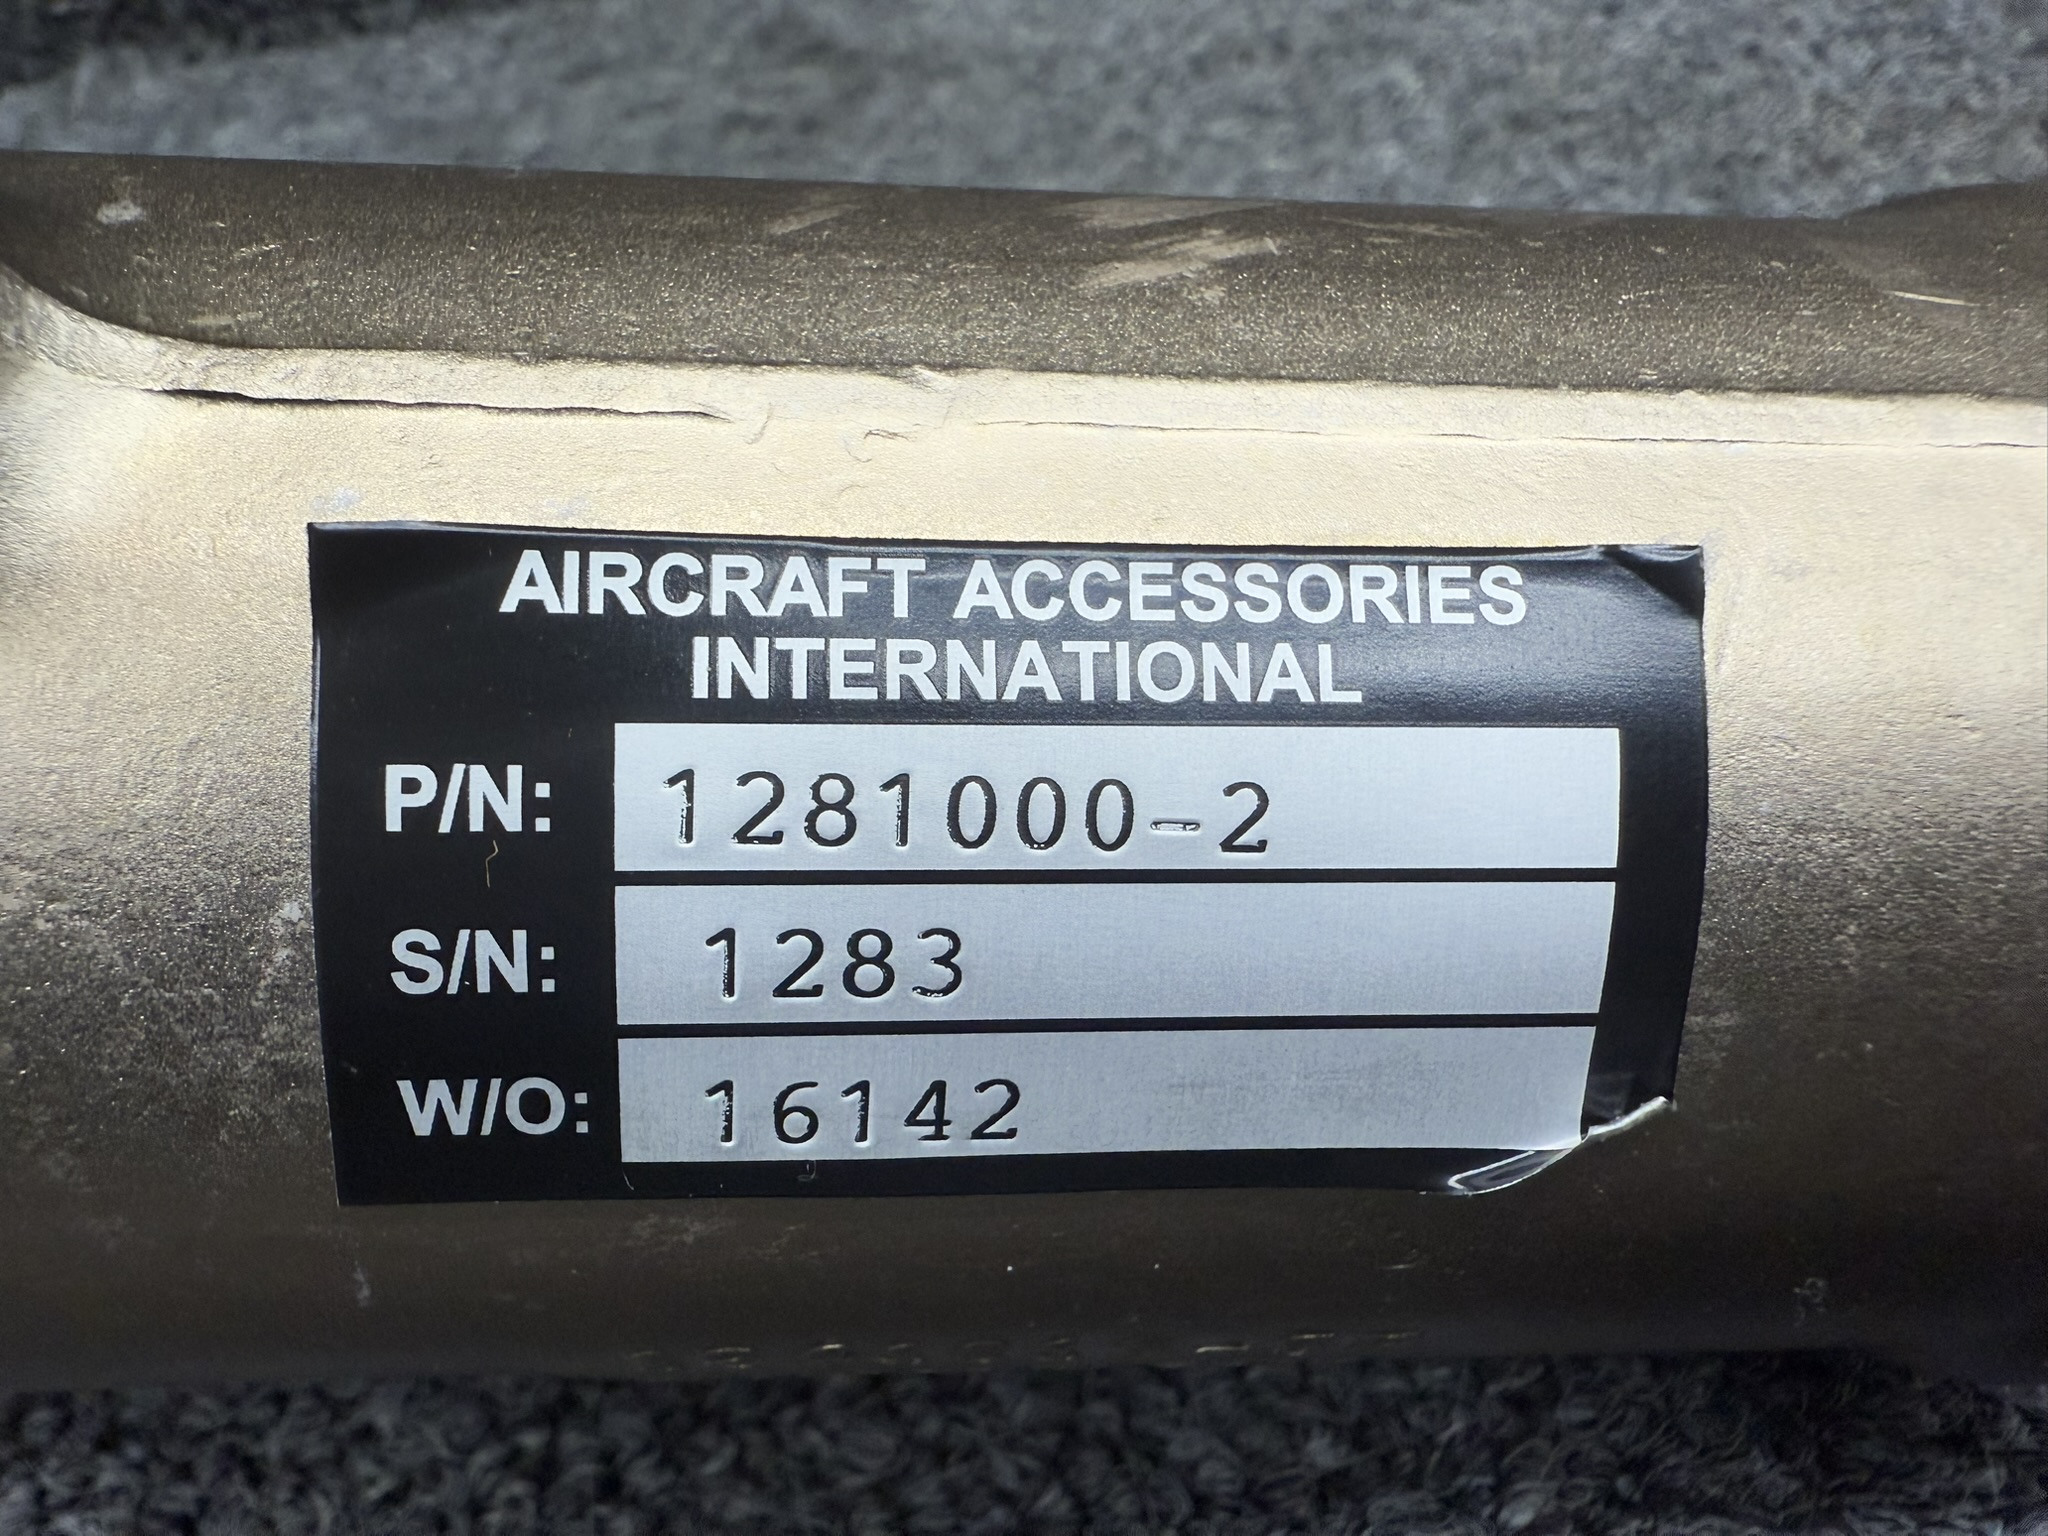 AIRCRAFT ACCESSORIES
INTERNATIONAL
P/N: 1281000-2
S/N: 1283
W/O: 16142